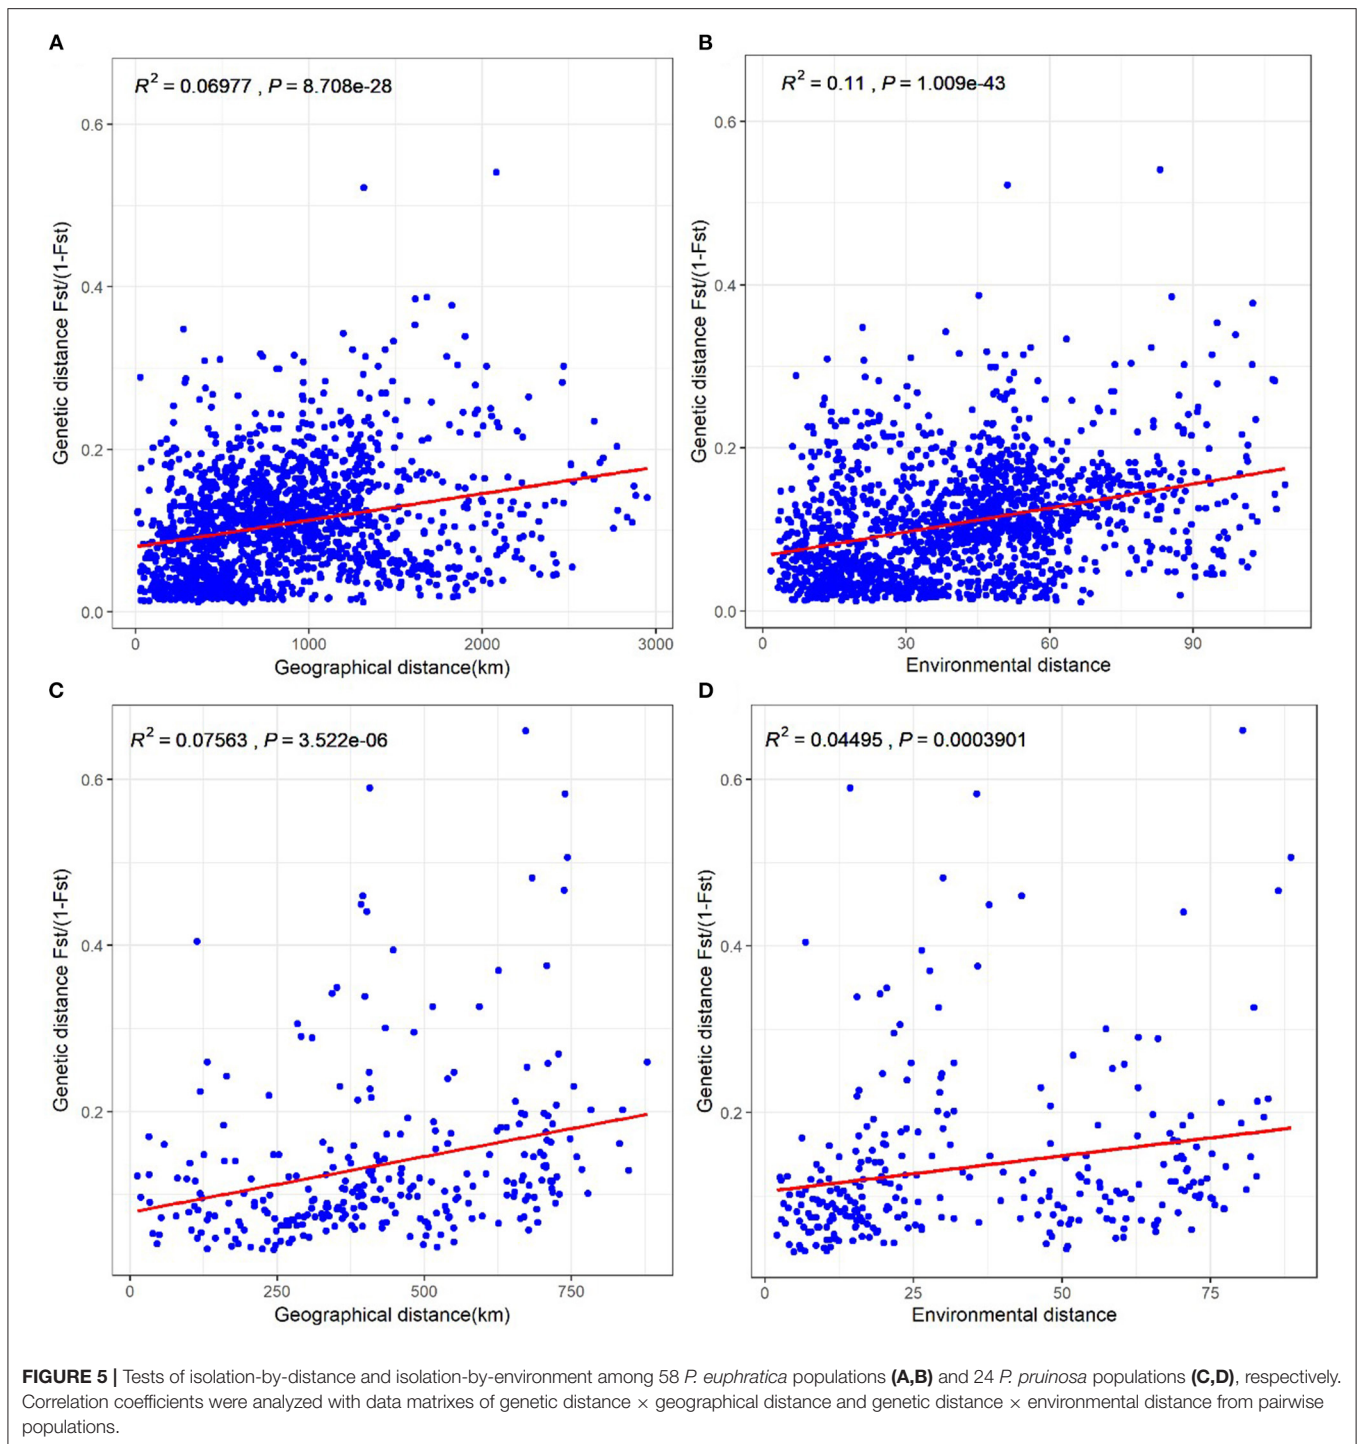 A
R² = 0.06977 , P = 8.708e-28
0.6
0.4
0.2
0.0
Genetic distance Fst/(1-Fst)
0
1000
2000
3000
Geographical distance(km)
B
R² = 0.11 , P = 1.009e-43
0.6
0.4
0.2
0.0
Genetic distance Fst/(1-Fst)
0
30
60
90
Environmental distance
C
R² = 0.07563 , P = 3.522e-06
0.6
0.4
0.2
Genetic distance Fst/(1-Fst)
0
250
500
750
Geographical distance(km)
D
R² = 0.04495 , P = 0.0003901
0.6
0.4
0.2
Genetic distance Fst/(1-Fst)
0
25
50
75
Environmental distance
FIGURE 5 | Tests of isolation-by-distance and isolation-by-environment among 58 P. euphratica populations (A,B) and 24 P. pruinosa populations (C,D), respectively.
Correlation coefficients were analyzed with data matrixes of genetic distance × geographical distance and genetic distance × environmental distance from pairwise
populations.